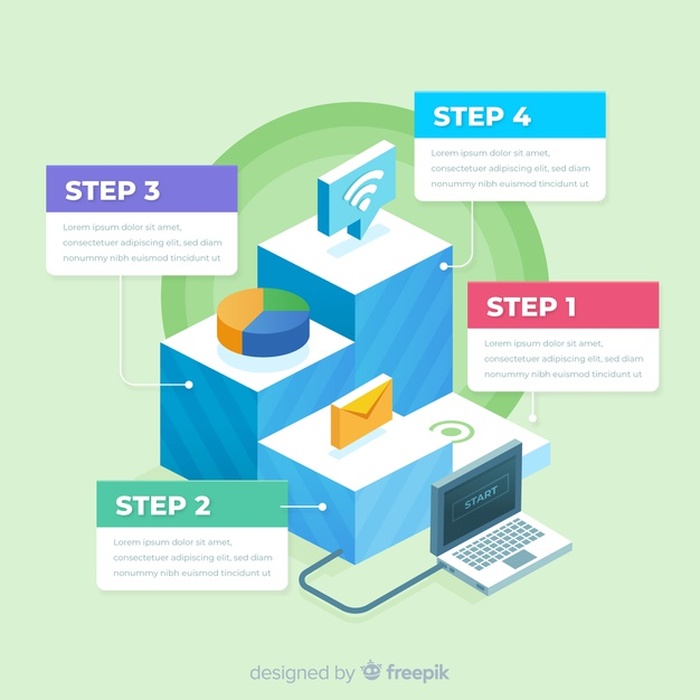 STEP 4
Lorem ipsum dolor sit amet,
consectetuer adipiscing elit, sed diam
nonummy nibh euismod tincidunt ut
STEP 3
Lorem ipsum dolor sit amet,
consectetuer adipiscing elit, sed diam
nonummy nibh euismod tincidunt ut
STEP 1
Lorem ipsum dolor sit amet,
consectetuer adipiscing elit, sed diam
nonummy nibh euismod tincidunt ut
STEP 2
Lorem ipsum dolor sit amet,
consectetuer adipiscing elit, sed diam
nonummy nibh euismod tincidunt ut
START
designed by freepik